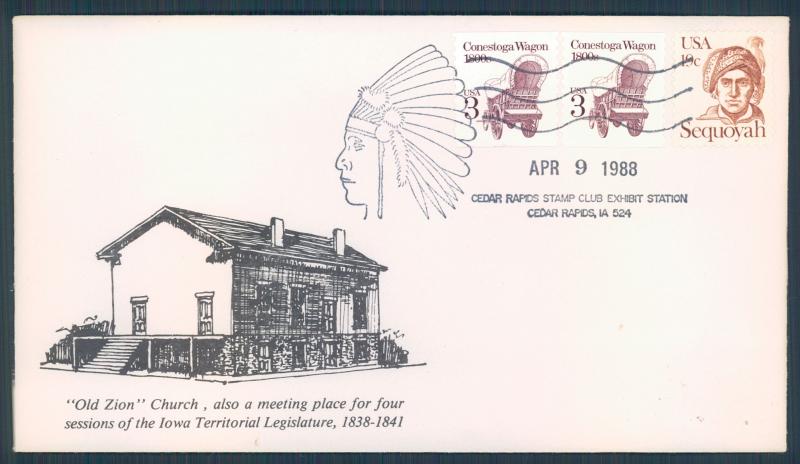 Conestoga Wagon
1800s
USA
3
Conestoga Wagon
1800s
USA
3
USA
19c
Sequoyah
APR 9 1988
CEDAR RAPIDS STAMP CLUB EXHIBIT STATION
CEDAR RAPIDS, IA 524
"Old Zion" Church , also a meeting place for four
sessions of the Iowa Territorial Legislature, 1838-1841